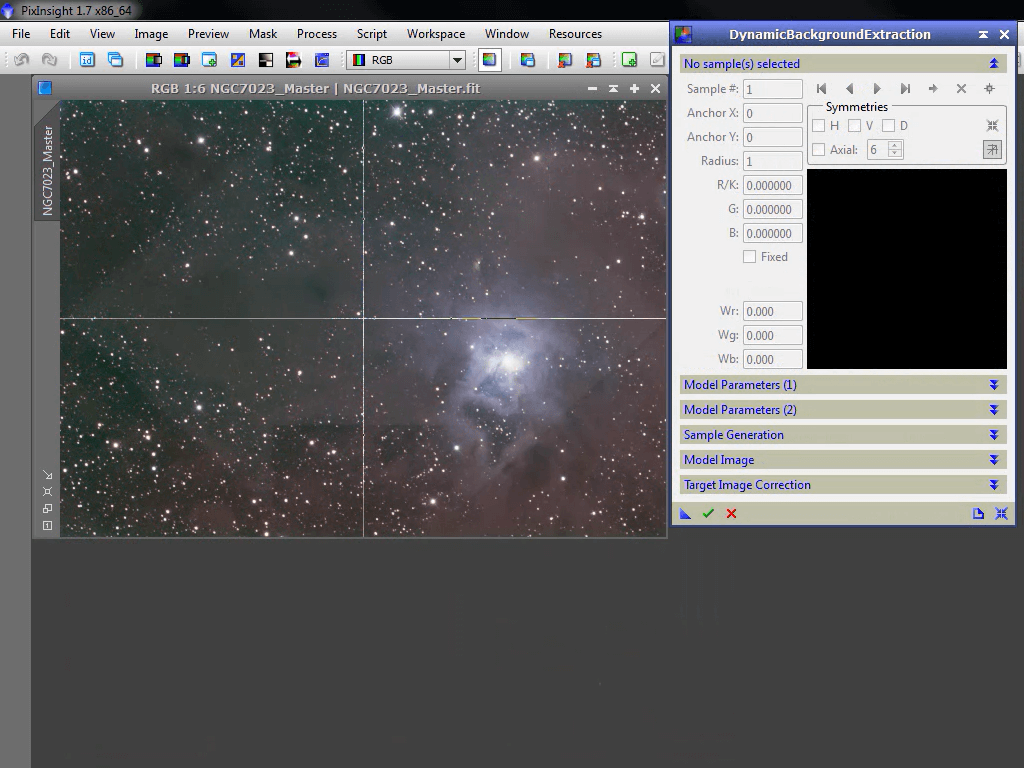 PixInsight 1.7 x86_64
File Edit View Image Preview Mask Process Script Workspace Window Resources
RGB
RGB 1:6 NGC7023_Master | NGC7023_Master.fit
NGC7023_Master
DynamicBackgroundExtraction
No sample(s) selected
Sample #: 1
Anchor X: 0
Anchor Y: 0
Radius: 1
R/K: 0.000000
G: 0.000000
B: 0.000000
Fixed
Wr: 0.000
Wg: 0.000
Wb: 0.000
Symmetries
H V D
Axial: 6
Model Parameters (1)
Model Parameters (2)
Sample Generation
Model Image
Target Image Correction